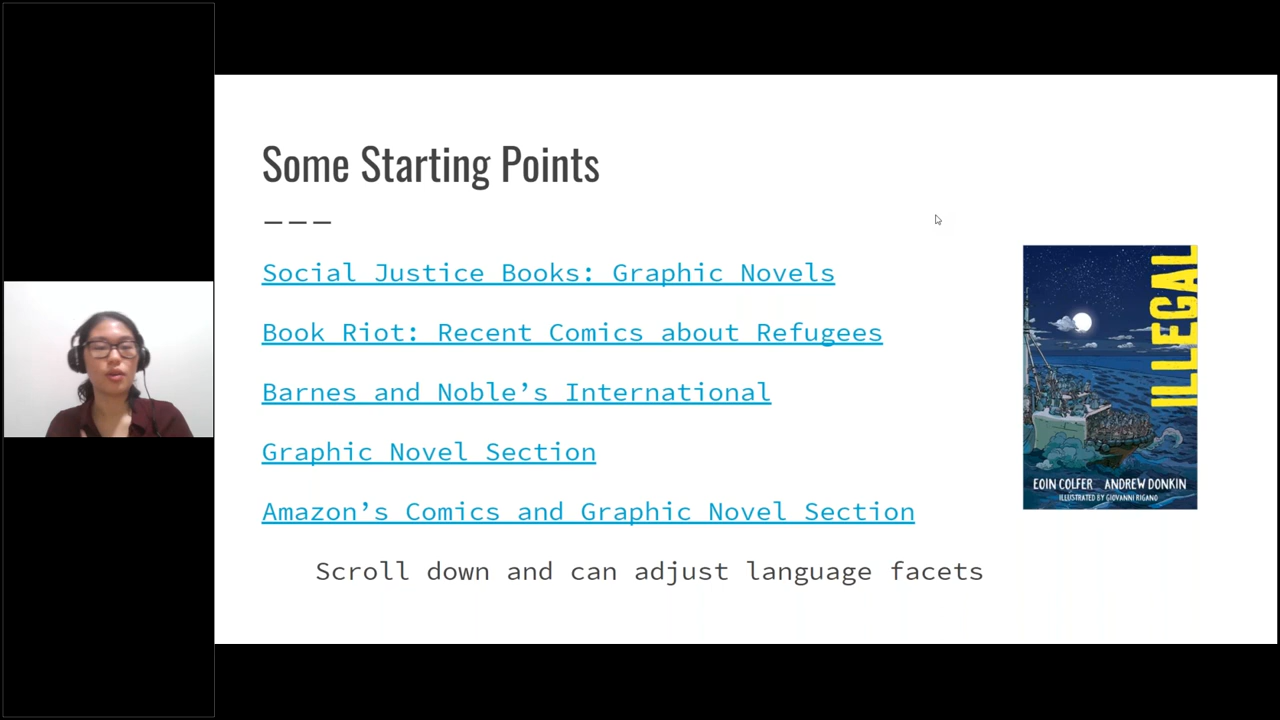 Some Starting Points
Social Justice Books: Graphic Novels
Book Riot: Recent Comics about Refugees
Barnes and Noble’s International
Graphic Novel Section
Amazon’s Comics and Graphic Novel Section
Scroll down and can adjust language facets
ILLEGAL
EOIN COLFER ANDREW DONKIN
ILLUSTRATED BY GIOVANNI RIGANO